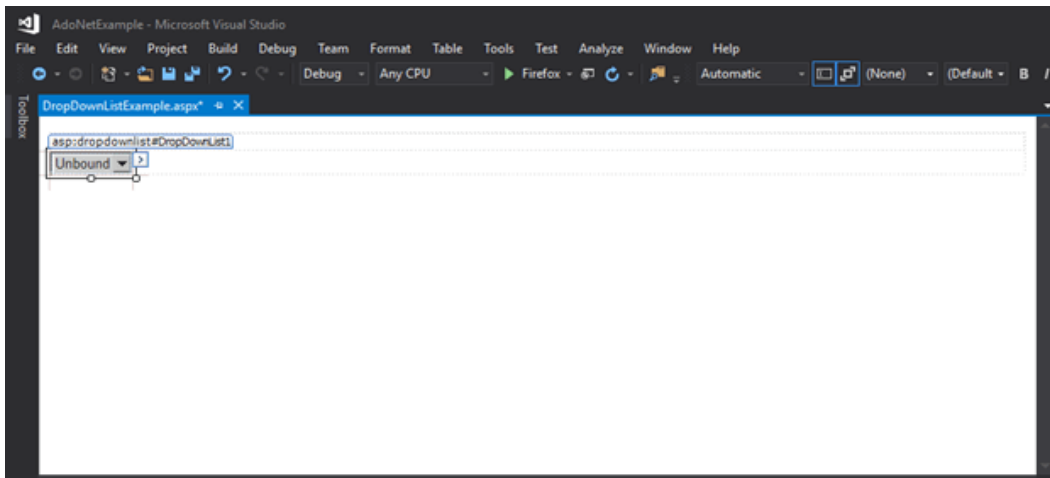 AdoNetExample - Microsoft Visual Studio
File Edit View Project Build Debug Team Format Table Tools Test Analyze Window Help
Debug Any CPU Firefox Automatic (None) (Default B I
Toolbox
DropDownListExample.aspx*
asp:dropdownlist#DropDownList1
Unbound